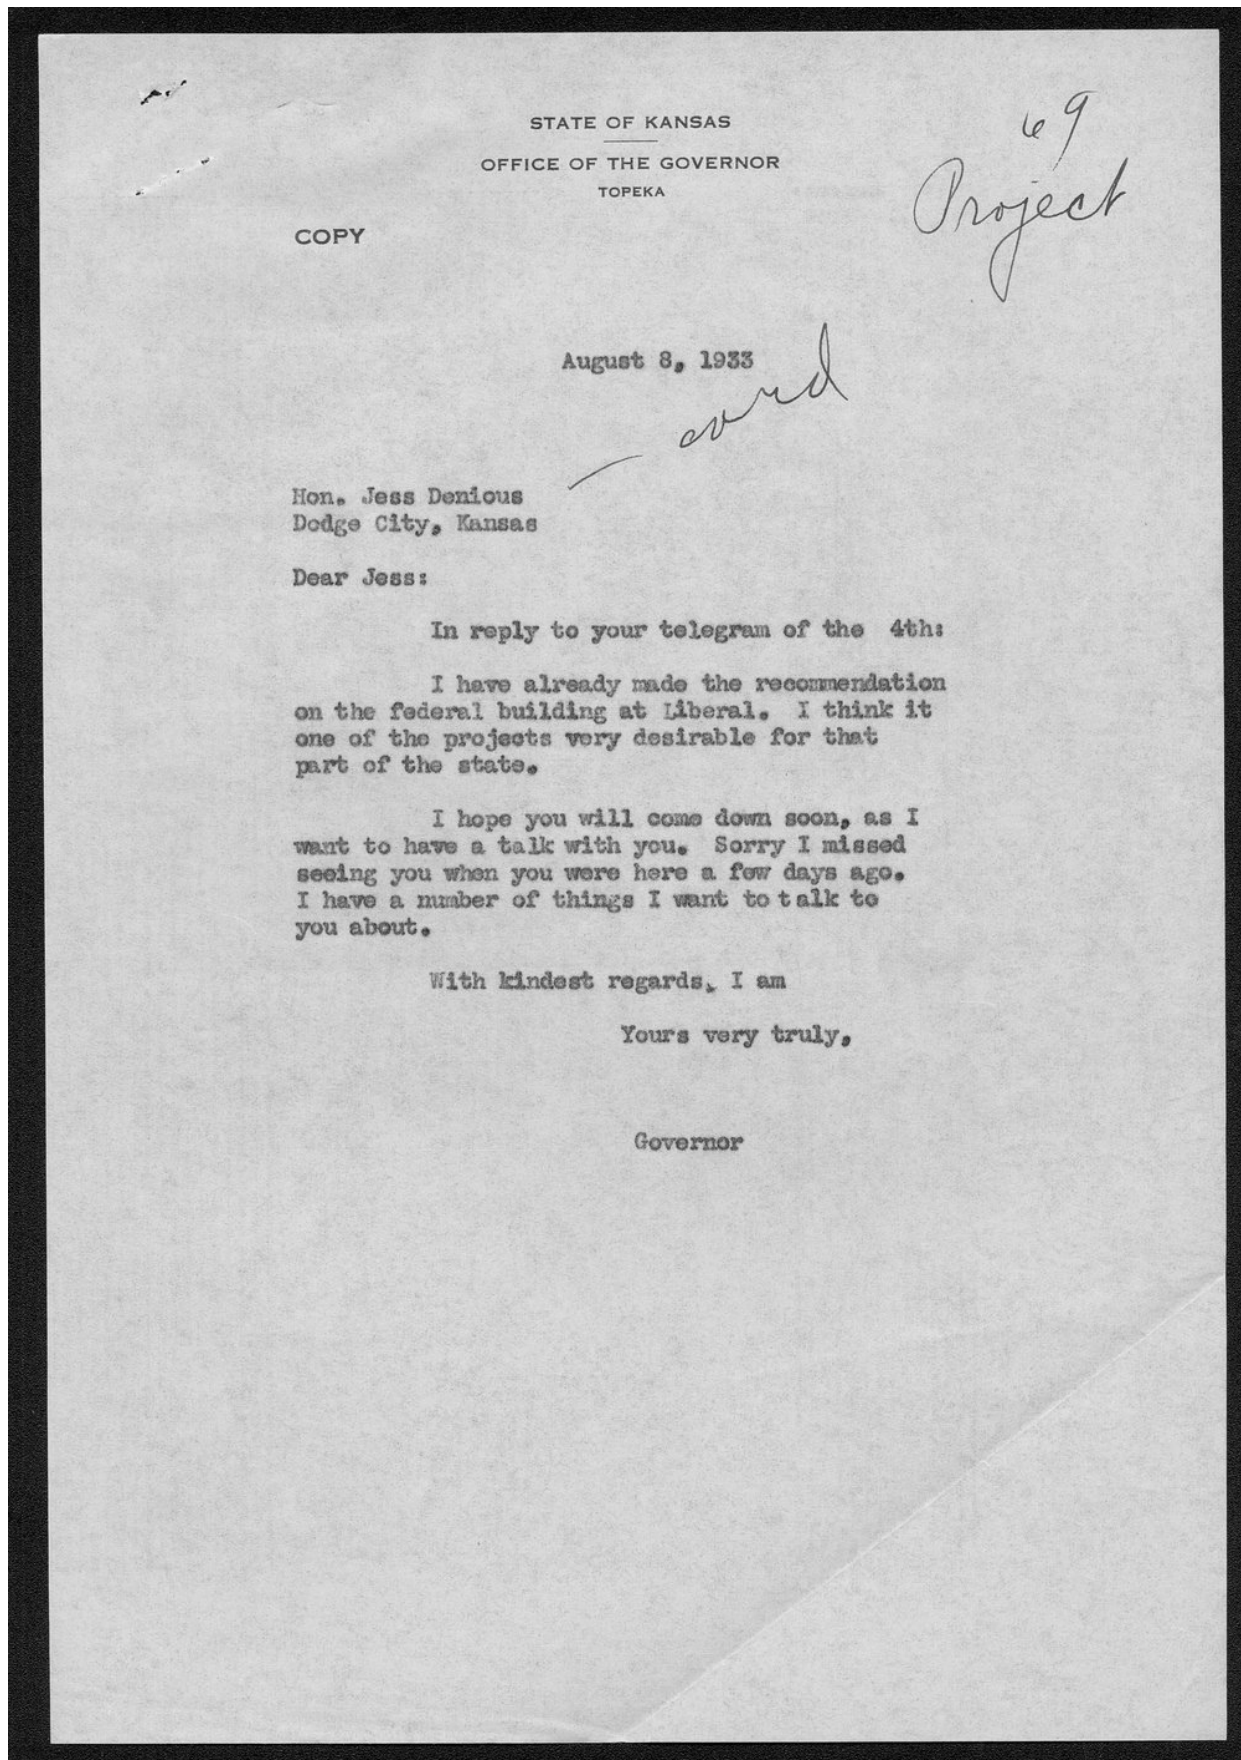 69
Project
STATE OF KANSAS
OFFICE OF THE GOVERNOR
TOPEKA
COPY
August 8, 1933
card
Hon. Jess Denious
Dodge City, Kansas
Dear Jess:
In reply to your telegram of the 4th:
I have already made the recommendation
on the federal building at Liberal. I think it
one of the projects very desirable for that
part of the state.
I hope you will come down soon, as I
want to have a talk with you. Sorry I missed
seeing you when you were here a few days ago.
I have a number of things I want to talk to
you about.
With kindest regards, I am
Yours very truly,
Governor